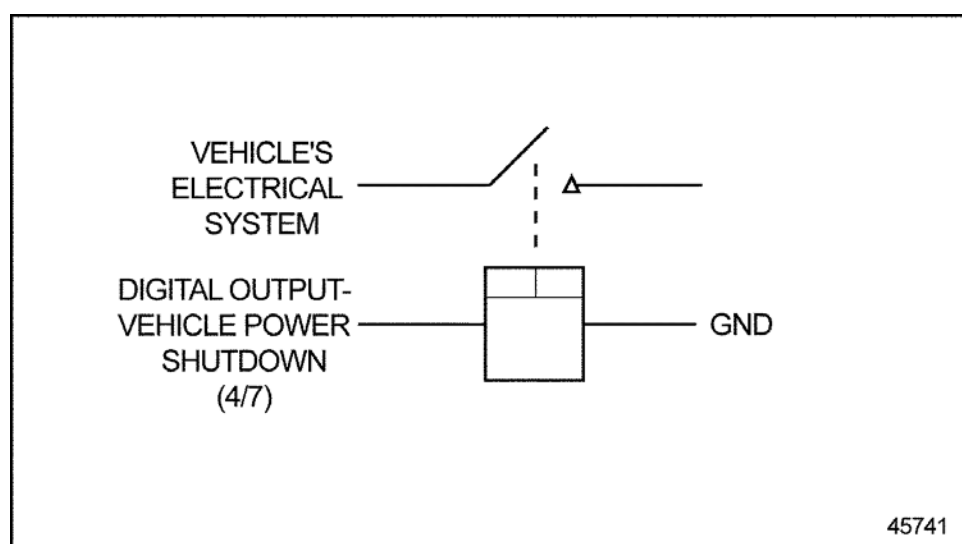 VEHICLE'S
ELECTRICAL
SYSTEM
DIGITAL OUTPUT-
VEHICLE POWER
SHUTDOWN
(4/7)
GND
45741